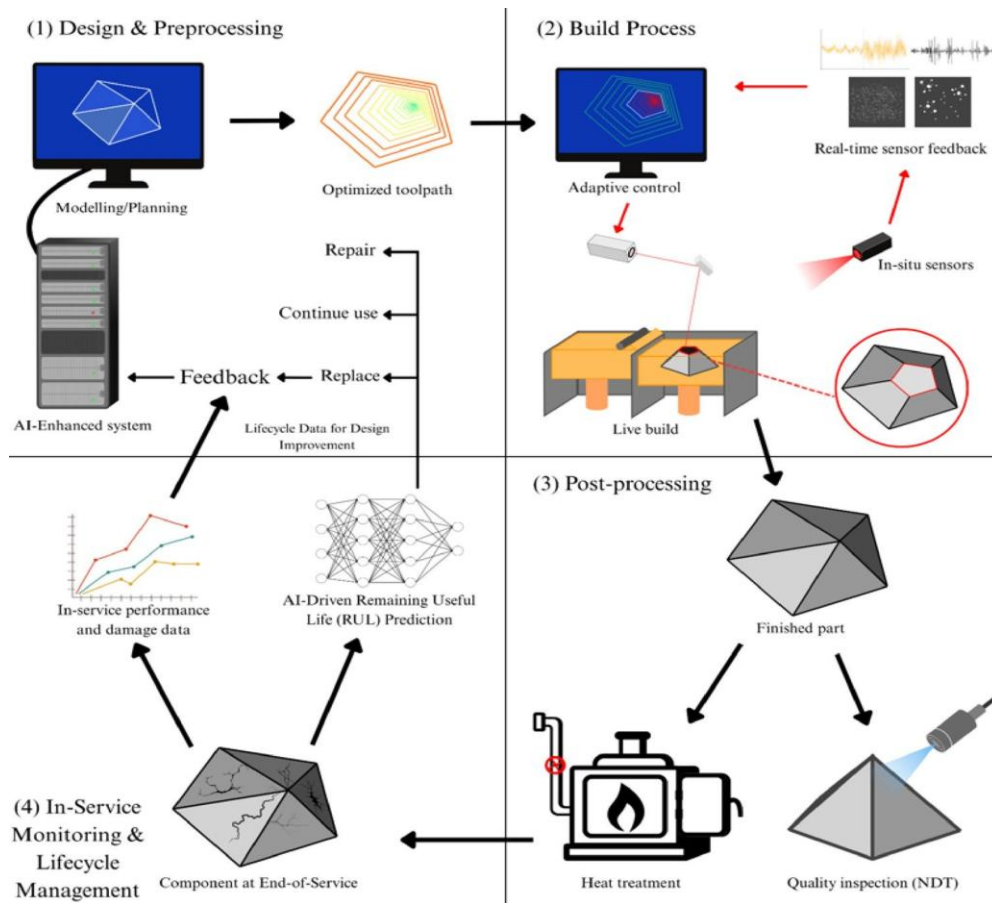 (1) Design & Preprocessing
Modelling/Planning
Optimized toolpath
Repair
Continue use
Replace
Feedback
AI-Enhanced system
Lifecycle Data for Design
Improvement
(2) Build Process
Adaptive control
Real-time sensor feedback
In-situ sensors
Live build
(3) Post-processing
Finished part
Heat treatment
Quality inspection (NDT)
In-service performance
and damage data
AI-Driven Remaining Useful
Life (RUL) Prediction
(4) In-Service
Monitoring &
Lifecycle
Management
Component at End-of-Service